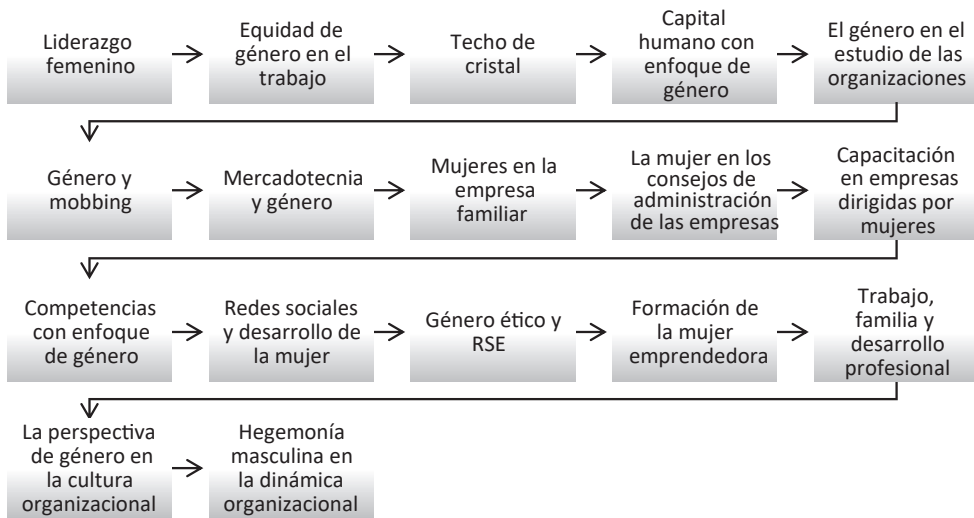 Liderazgo
femenino
Equidad de
género en el
trabajo
Techo de
cristal
Capital
humano con
enfoque de
género
El género en el
estudio de las
organizaciones
Género y
mobbing
Mercadotecnia
y género
Mujeres en la
empresa
familiar
La mujer en los
consejos de
administración
de las empresas
Capacitación
en empresas
dirigidas por
mujeres
Competencias
con enfoque
de género
Redes sociales
y desarrollo de
la mujer
Género ético y
RSE
Formación de
la mujer
emprendedora
Trabajo,
familia y
desarrollo
profesional
La perspectiva
de género en
la cultura
organizacional
Hegemonía
masculina en
la dinámica
organizacional